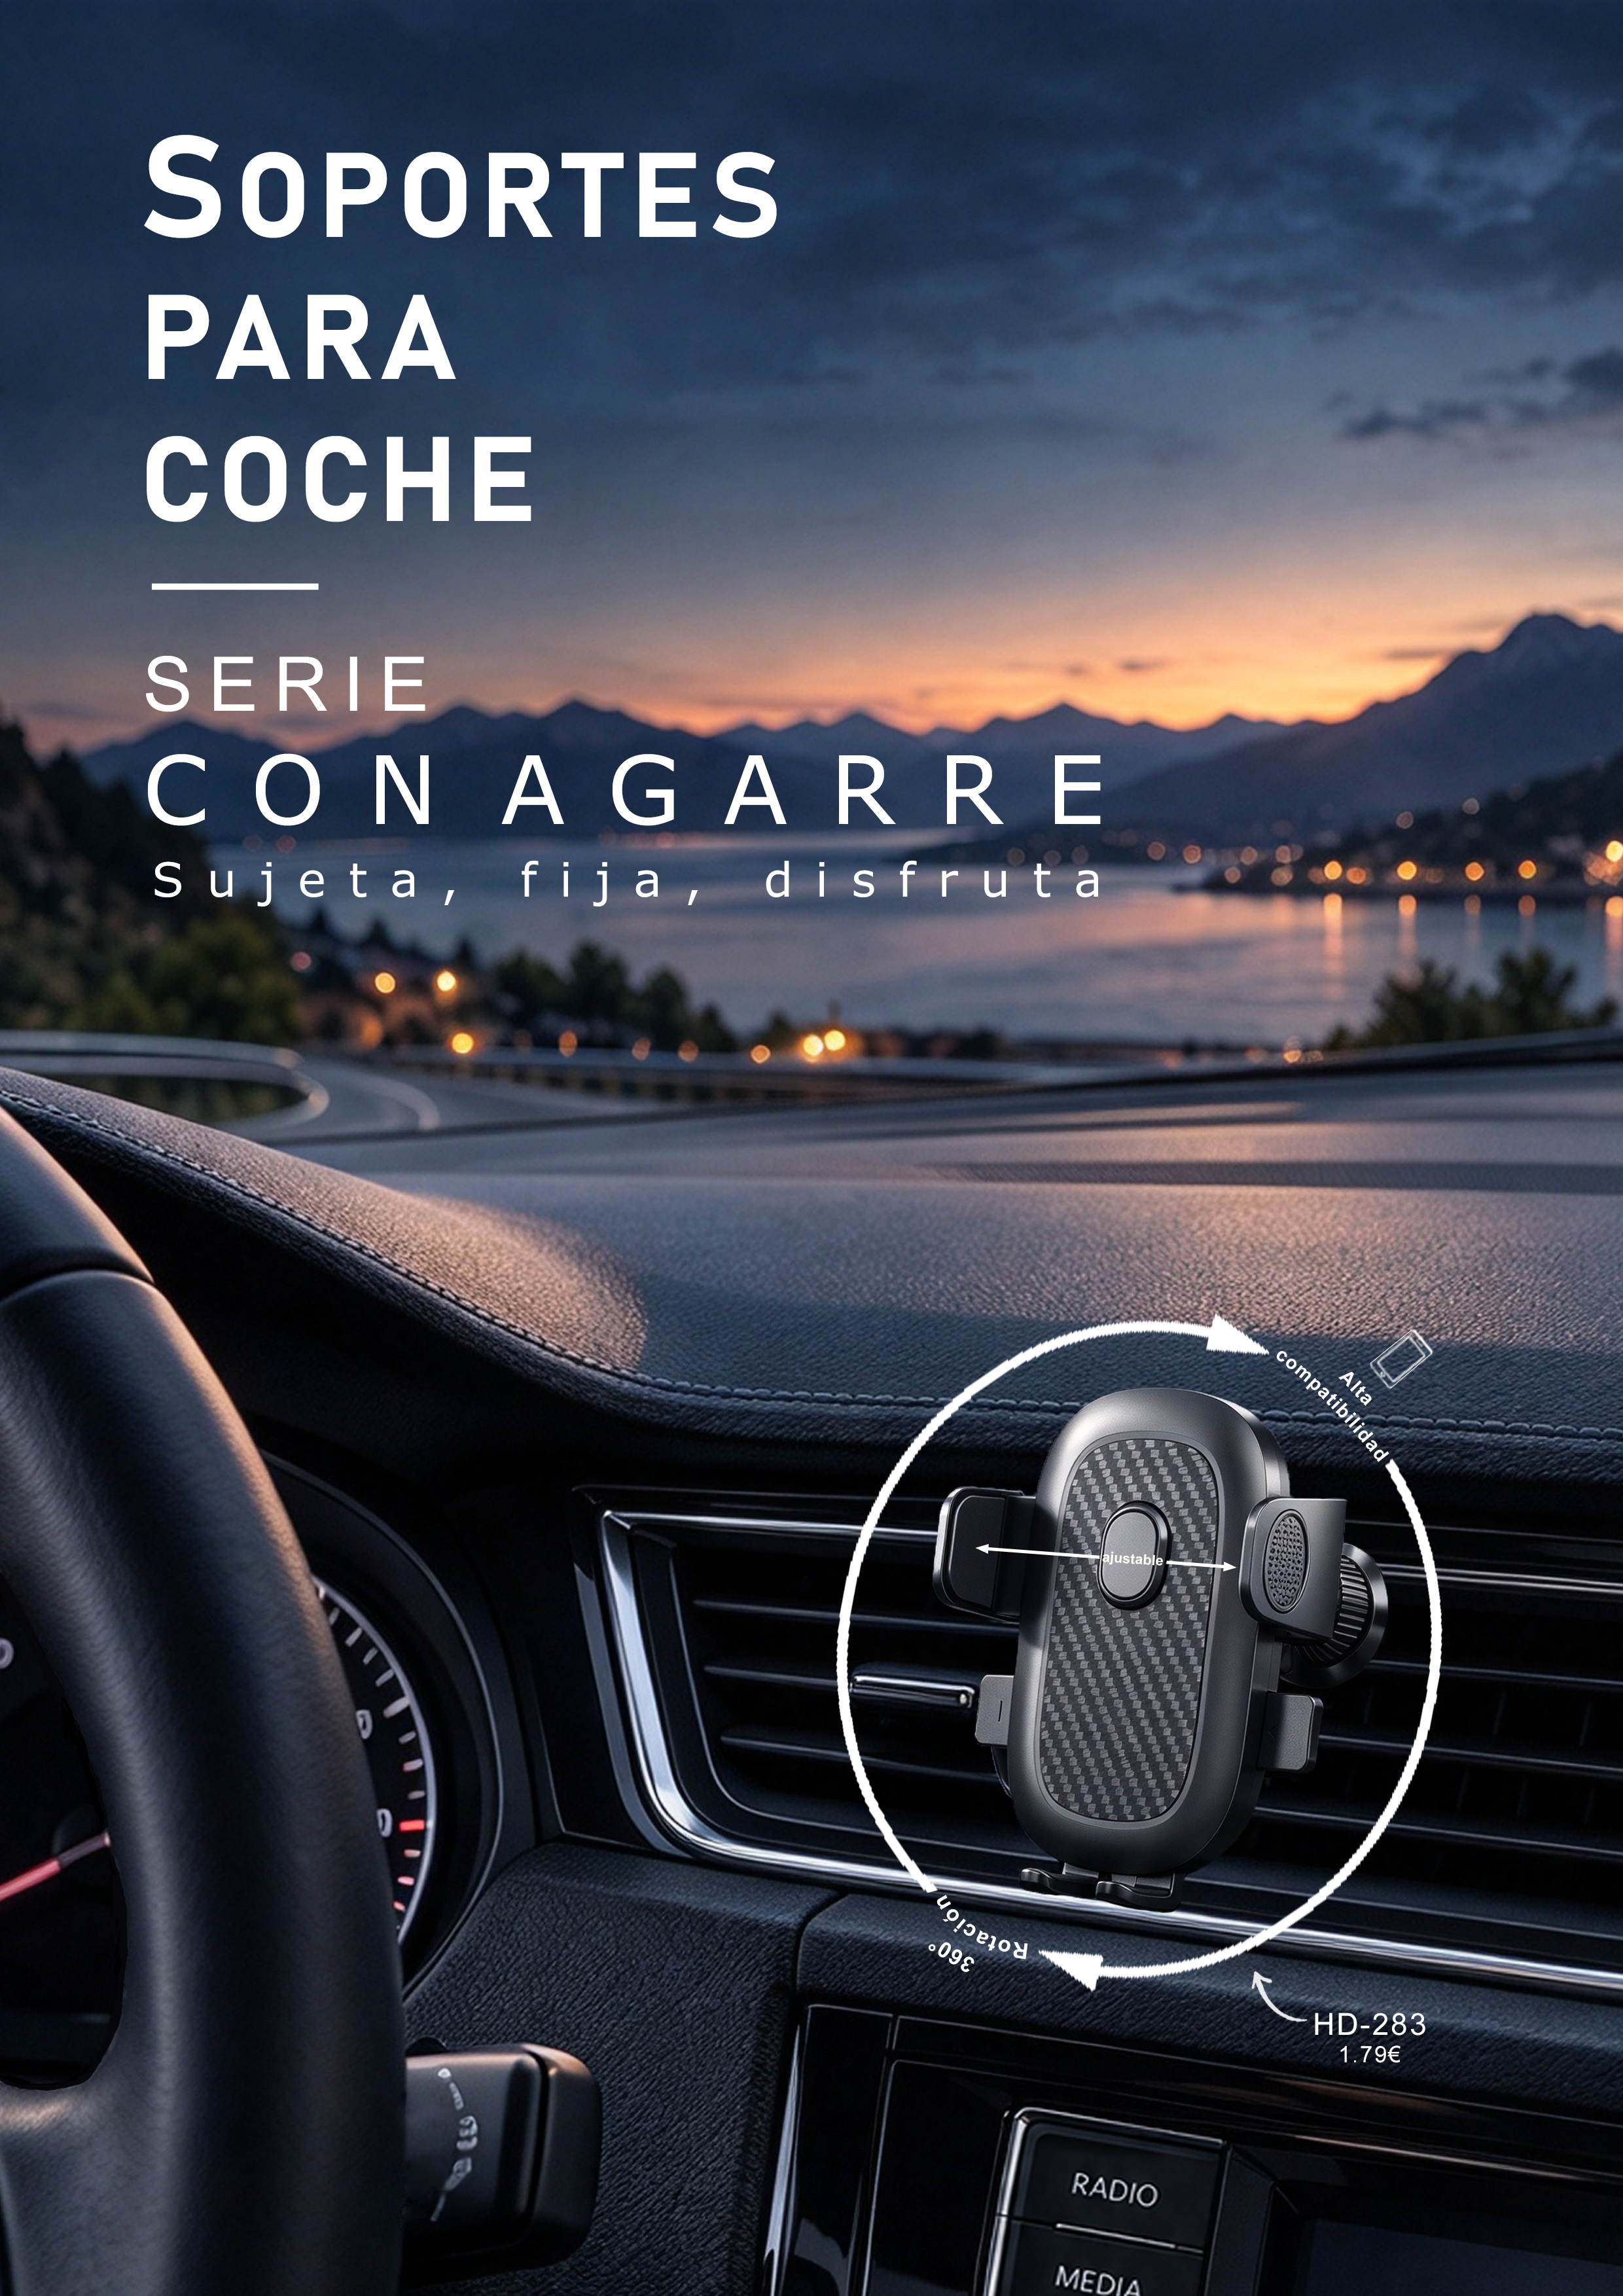 SOPORTES
PARA
COCHE
SERIE
CON AGARRE
Sujeta, fija, disfruta
Alta
compatibilidad
ajustable
Rotación
360°
HD-283
1.79€
RADIO
MEDIA